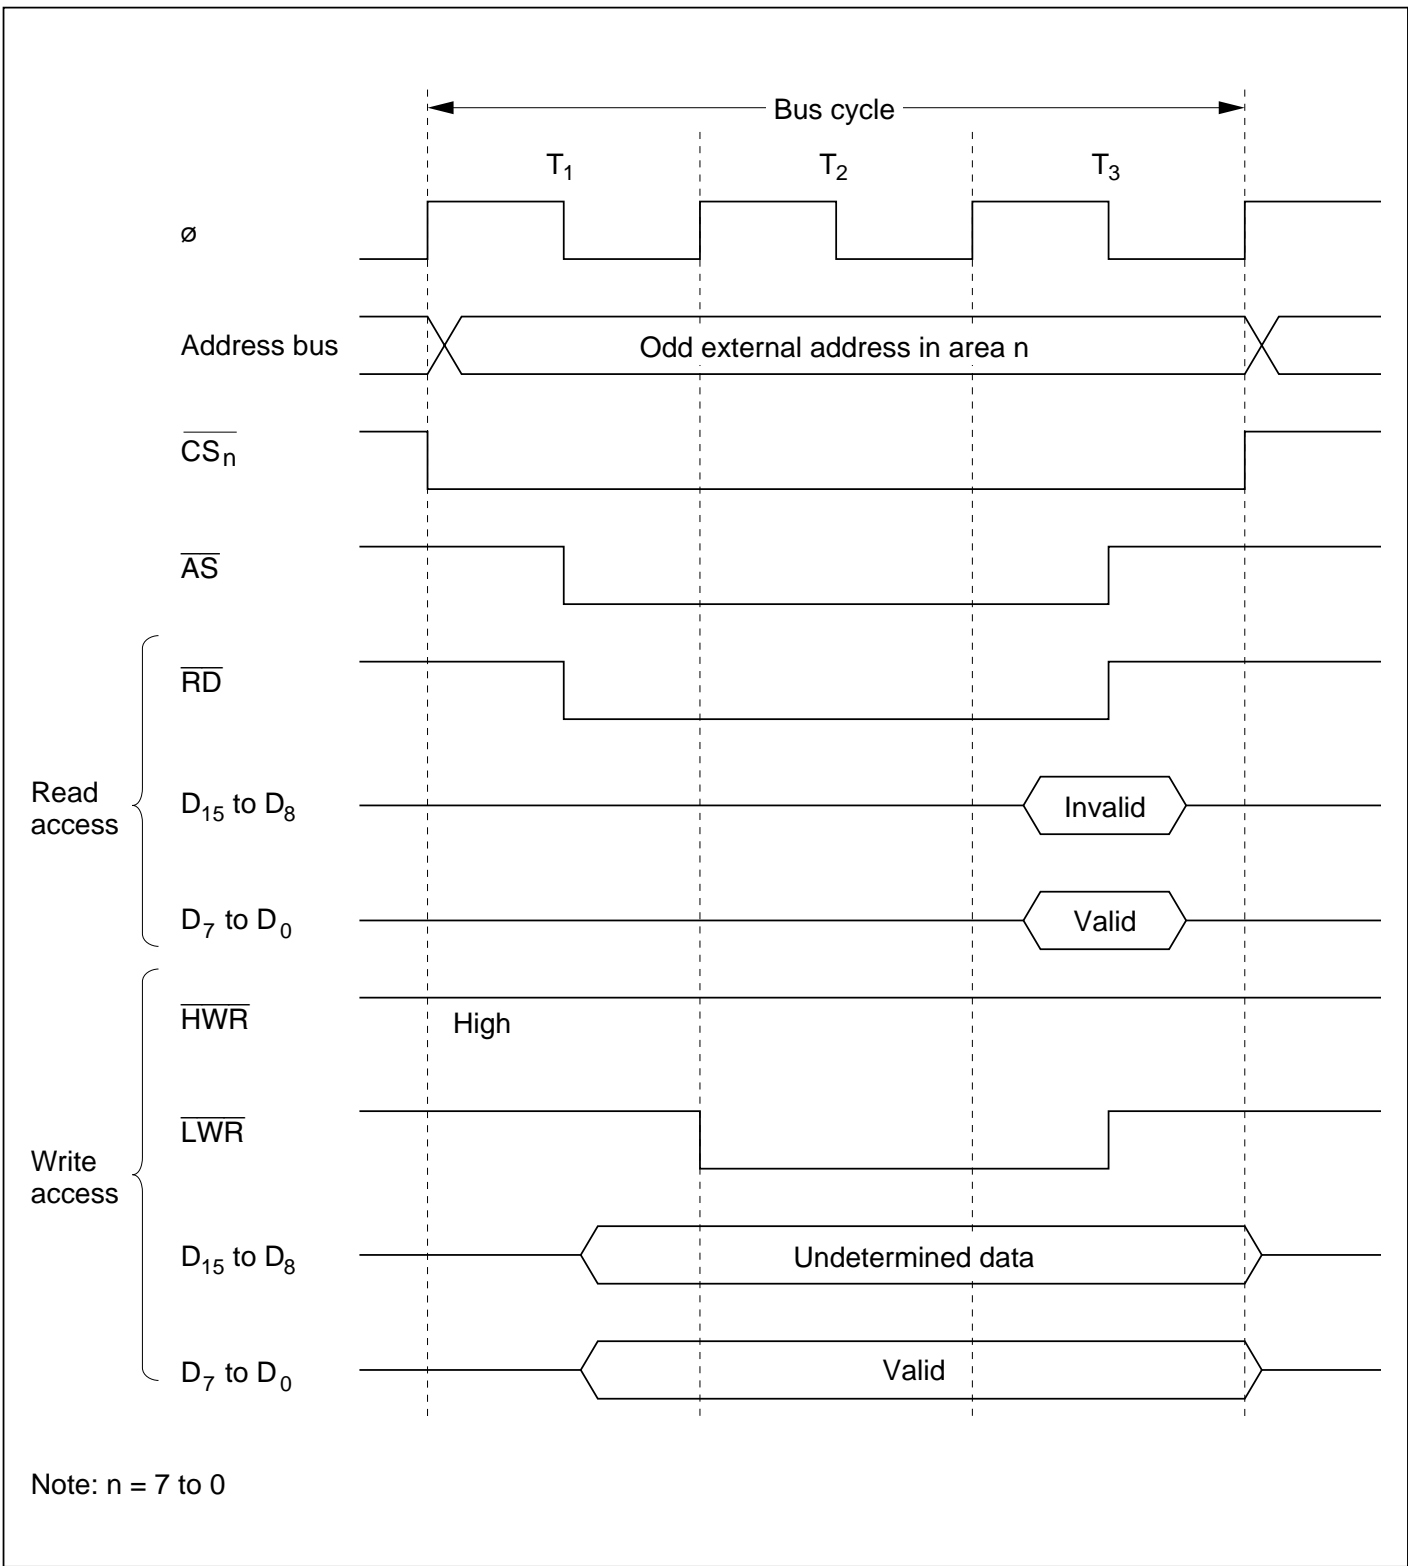 Bus cycle
T1 T2 T3
ø
Address bus Odd external address in area n
CSn
AS
RD
Read access
D15 to D8 Invalid
D7 to D0 Valid
HWR High
LWR
Write access
D15 to D8 Undetermined data
D7 to D0 Valid
Note: n = 7 to 0